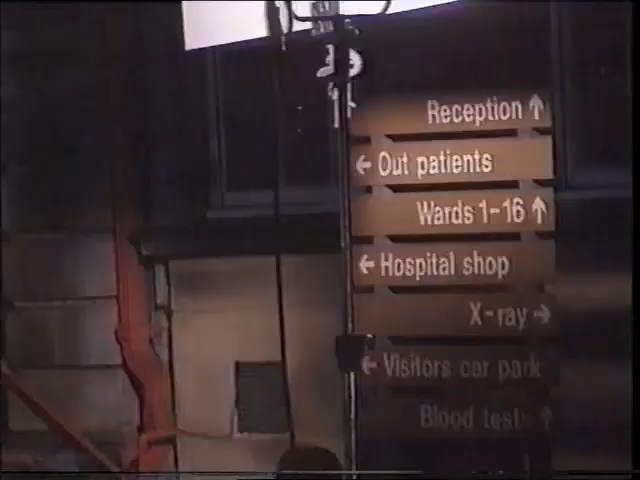 Reception ↑
← Out patients
Wards 1-16 ↑
← Hospital shop
X-ray →
← Visitors car park
Blood tests ↑